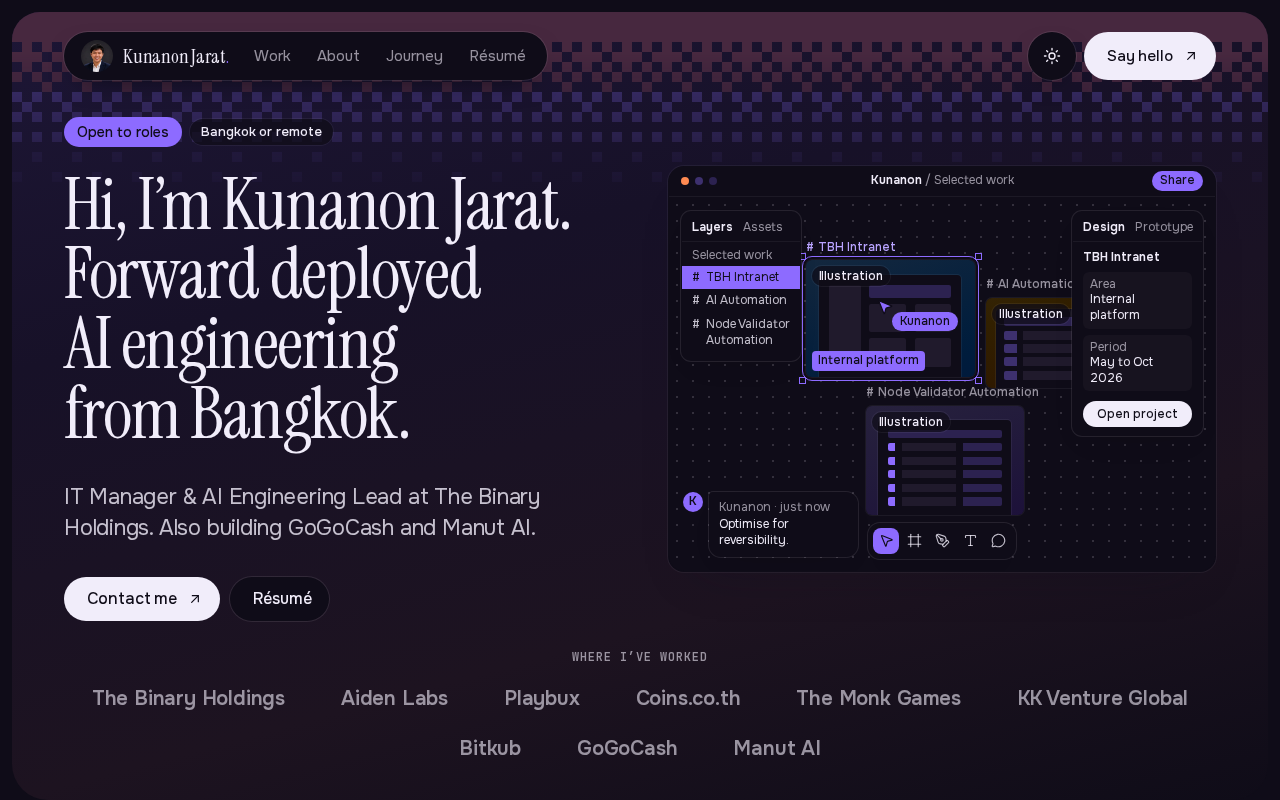 Kunanon Jarat.
Work
About
Journey
Résumé
Say hello
Open to roles
Bangkok or remote
Hi, I’m Kunanon Jarat.
Forward deployed
AI engineering
from Bangkok.
IT Manager & AI Engineering Lead at The Binary
Holdings. Also building GoGoCash and Manut AI.
Contact me
Résumé
Kunanon / Selected work
Share
Layers
Assets
Selected work
# TBH Intranet
# AI Automation
# Node Validator
Automation
# TBH Intranet
Illustration
Kunanon
Internal platform
# AI Automatic
Illustration
# Node Validator Automation
Illustration
Design
Prototype
TBH Intranet
Area
Internal
platform
Period
May to Oct
2026
Open project
K
Kunanon · just now
Optimise for
reversibility.
T
WHERE I’VE WORKED
The Binary Holdings
Aiden Labs
Playbux
Coins.co.th
The Monk Games
KK Venture Global
Bitkub
GoGoCash
Manut AI